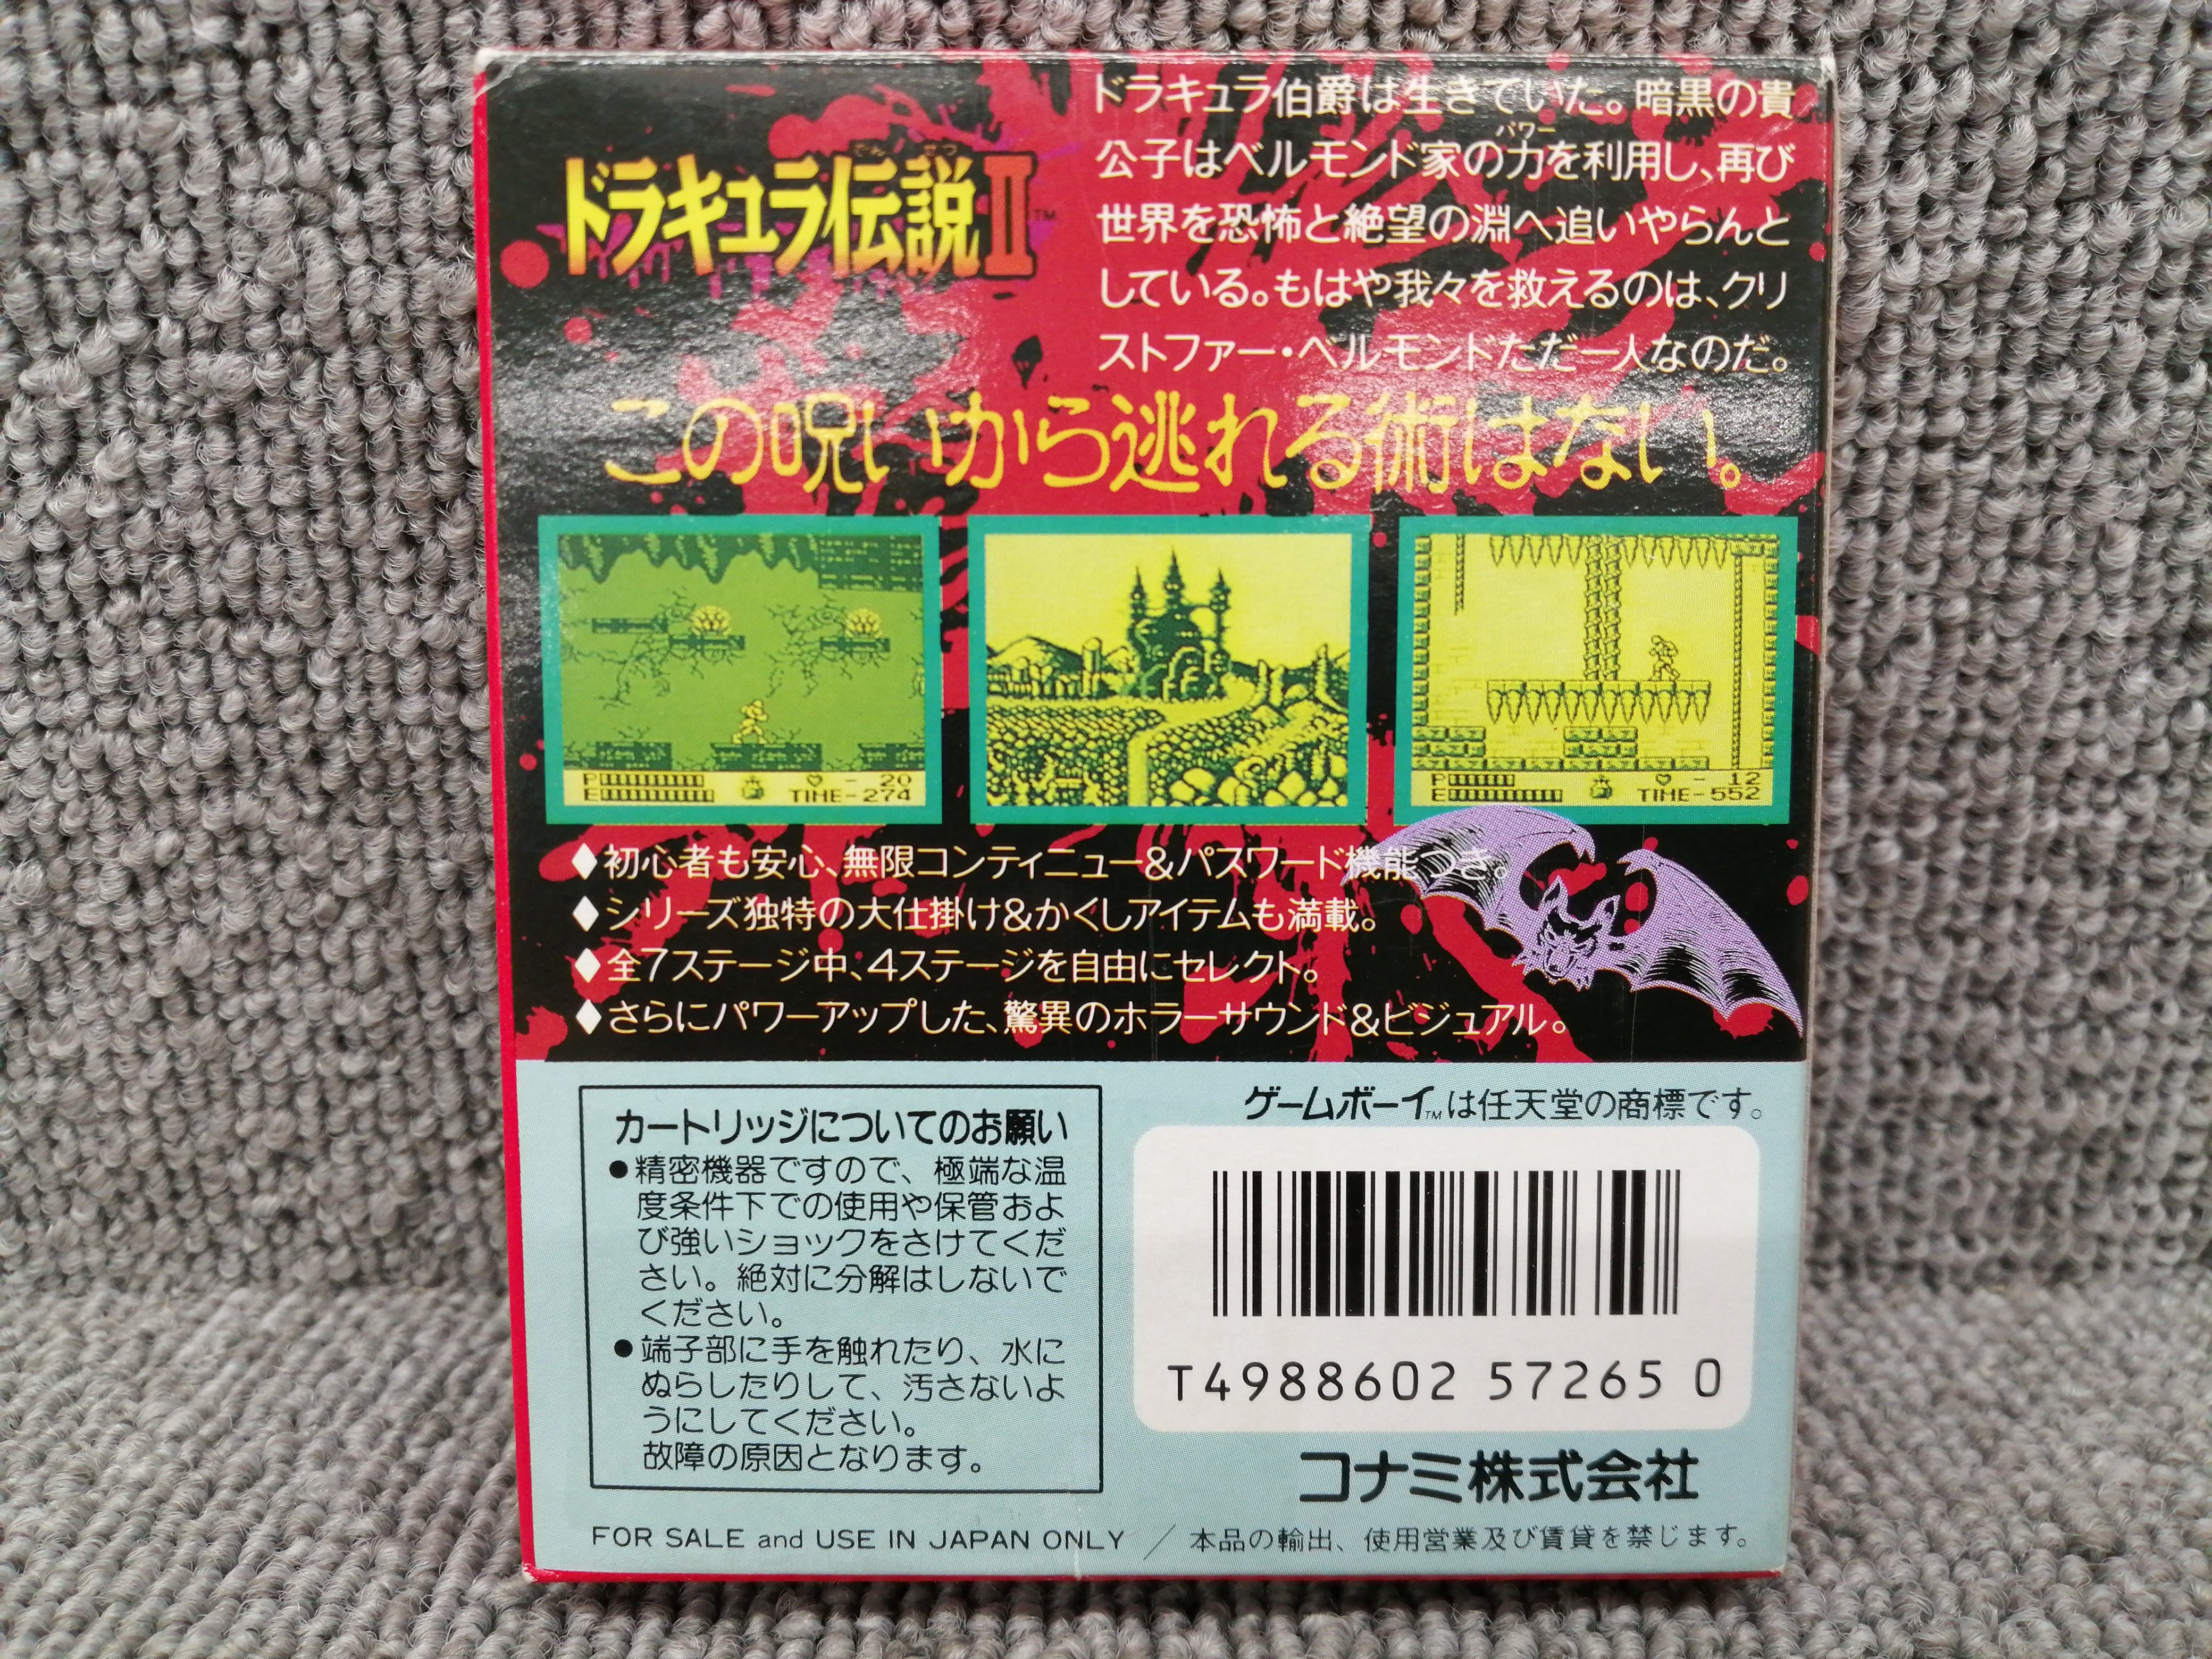 ドラキュラ伝説II™
でんせつ
ドラキュラ伯爵は生きていた。暗黒の貴
パワー
公子はベルモンド家の力を利用し、再び
世界を恐怖と絶望の淵へ追いやらんと
している。もはや我々を救えるのは、クリ
ストファー・ベルモンドただ一人なのだ。
この呪いから逃れる術はない。
P ♡ - 20
E TIME-274
P ♡ - 12
E TIME-552
♦初心者も安心、無限コンティニュー&パスワード機能つき。
♦シリーズ独特の大仕掛け&かくしアイテムも満載。
♦全7ステージ中、4ステージを自由にセレクト。
♦さらにパワーアップした、驚異のホラーサウンド&ビジュアル。
カートリッジについてのお願い
●精密機器ですので、極端な温
度条件下での使用や保管およ
び強いショックをさけてくだ
さい。絶対に分解はしないで
ください。
●端子部に手を触れたり、水に
ぬらしたりして、汚さないよ
うにしてください。
故障の原因となります。
ゲームボーイ™は任天堂の商標です。
T4988602 57265 0
コナミ株式会社
FOR SALE and USE IN JAPAN ONLY / 本品の輸出、使用営業及び賃貸を禁じます。